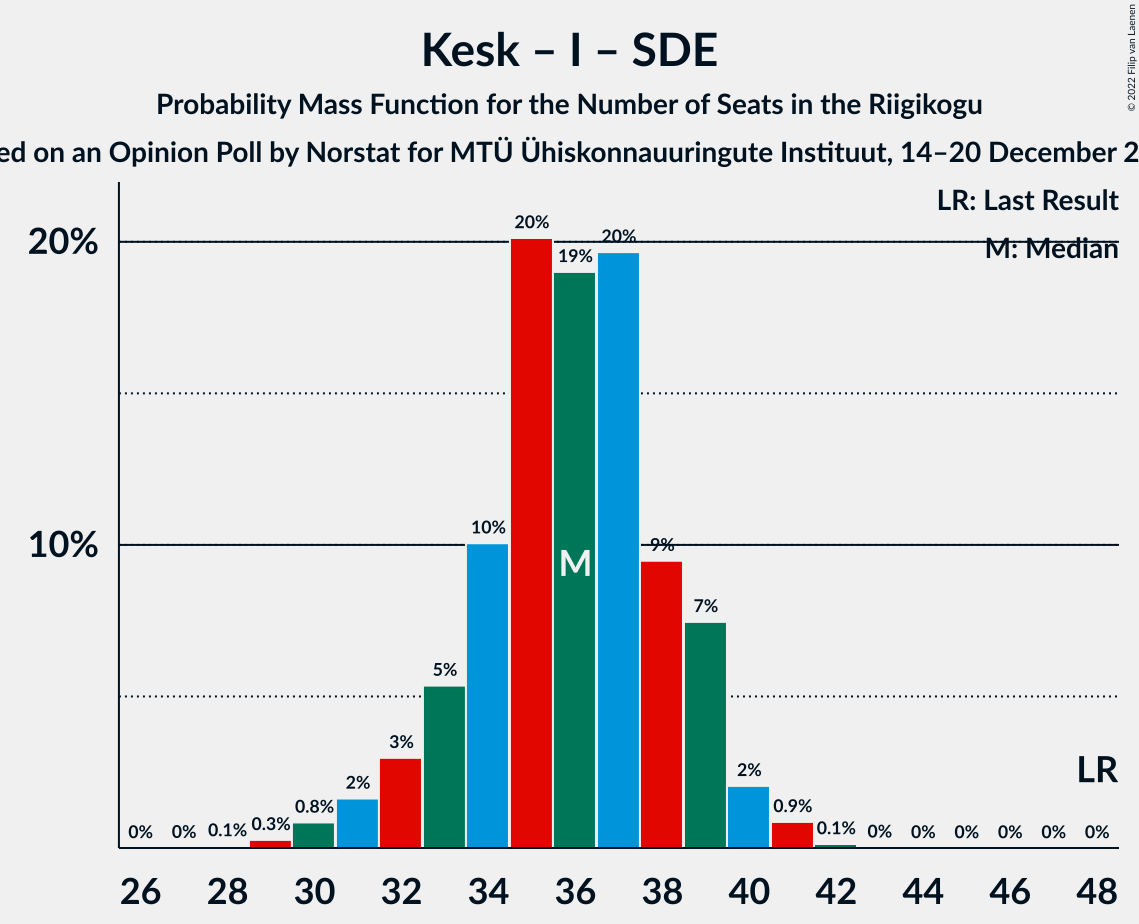 Kesk – I – SDE
Probability Mass Function for the Number of Seats in the Riigikogu
ed on an Opinion Poll by Norstat for MTÜ Ühiskonnauuringute Instituut, 14–20 December 2
© 2022 Filip van Laenen
LR: Last Result
M: Median
20%
10%
0%
0%
0.1%
0.3%
0.8%
2%
3%
5%
10%
20%
19%
20%
9%
7%
2%
0.9%
0.1%
0%
0%
0%
0%
0%
0%
M
LR
26 28 30 32 34 36 38 40 42 44 46 48